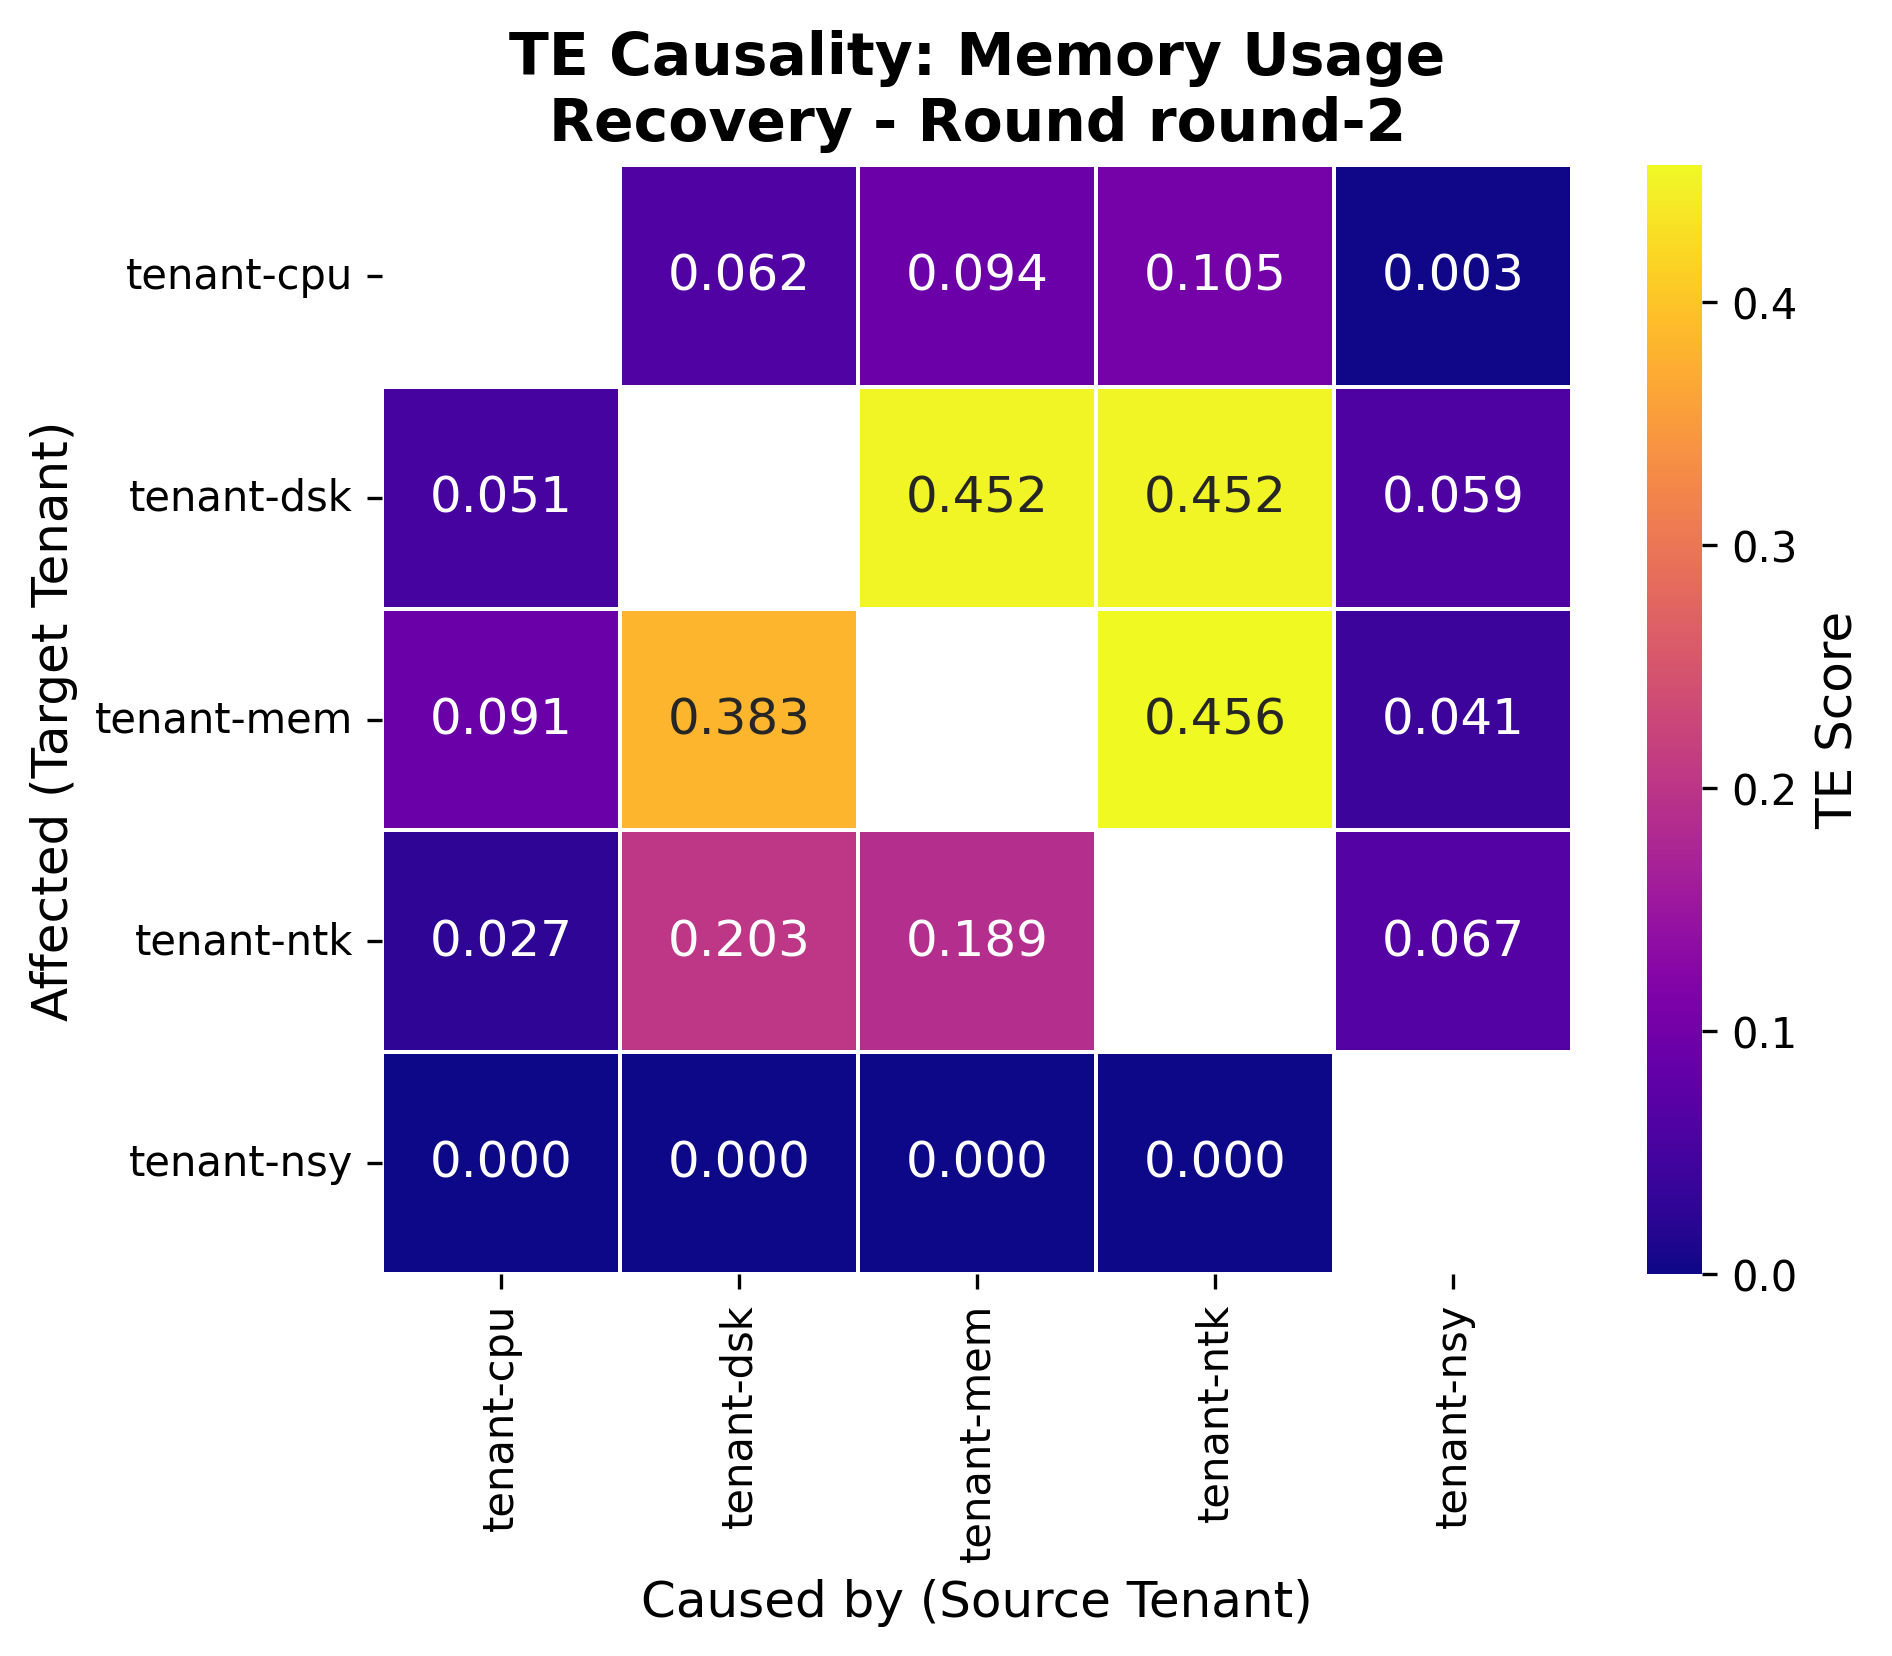 TE Causality: Memory Usage
Recovery - Round round-2
tenant-cpu
0.062 0.094 0.105 0.003
tenant-dsk
0.051 0.452 0.452 0.059
tenant-mem
0.091 0.383 0.456 0.041
tenant-ntk
0.027 0.203 0.189 0.067
tenant-nsy
0.000 0.000 0.000 0.000
Affected (Target Tenant)
tenant-cpu
tenant-dsk
tenant-mem
tenant-ntk
tenant-nsy
Caused by (Source Tenant)
0.4
0.3
0.2
0.1
0.0
TE Score